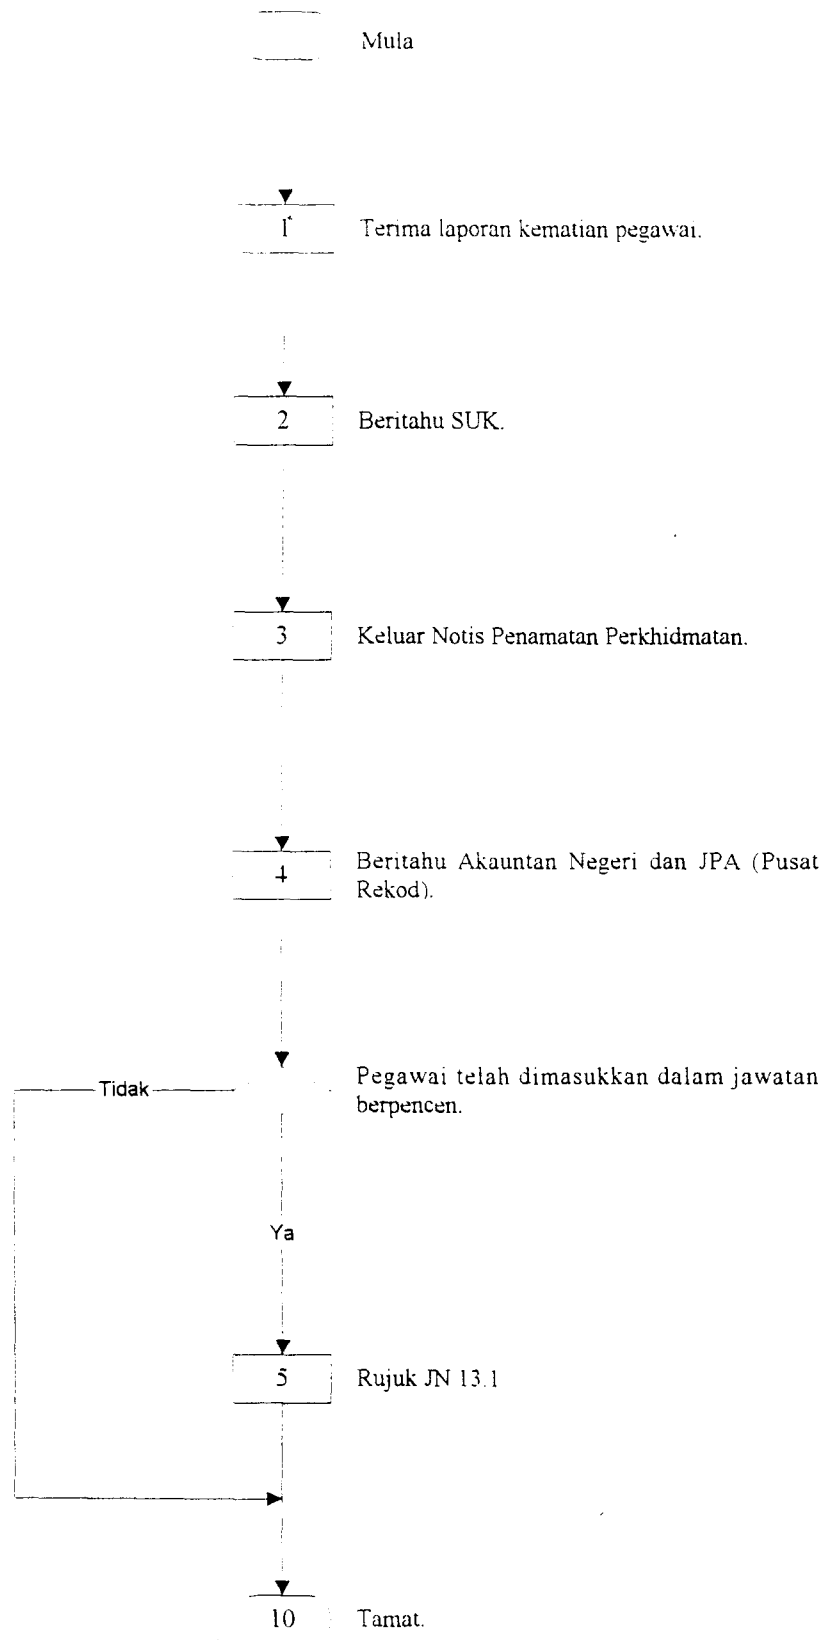 Mula
1 Terima laporan kematian pegawai.
2 Beritahu SUK.
3 Keluar Notis Penamatan Perkhidmatan.
4 Beritahu Akauntan Negeri dan JPA (Pusat
Rekod).
Tidak
Pegawai telah dimasukkan dalam jawatan
berpencen.
Ya
5 Rujuk JN 13.1
10 Tamat.